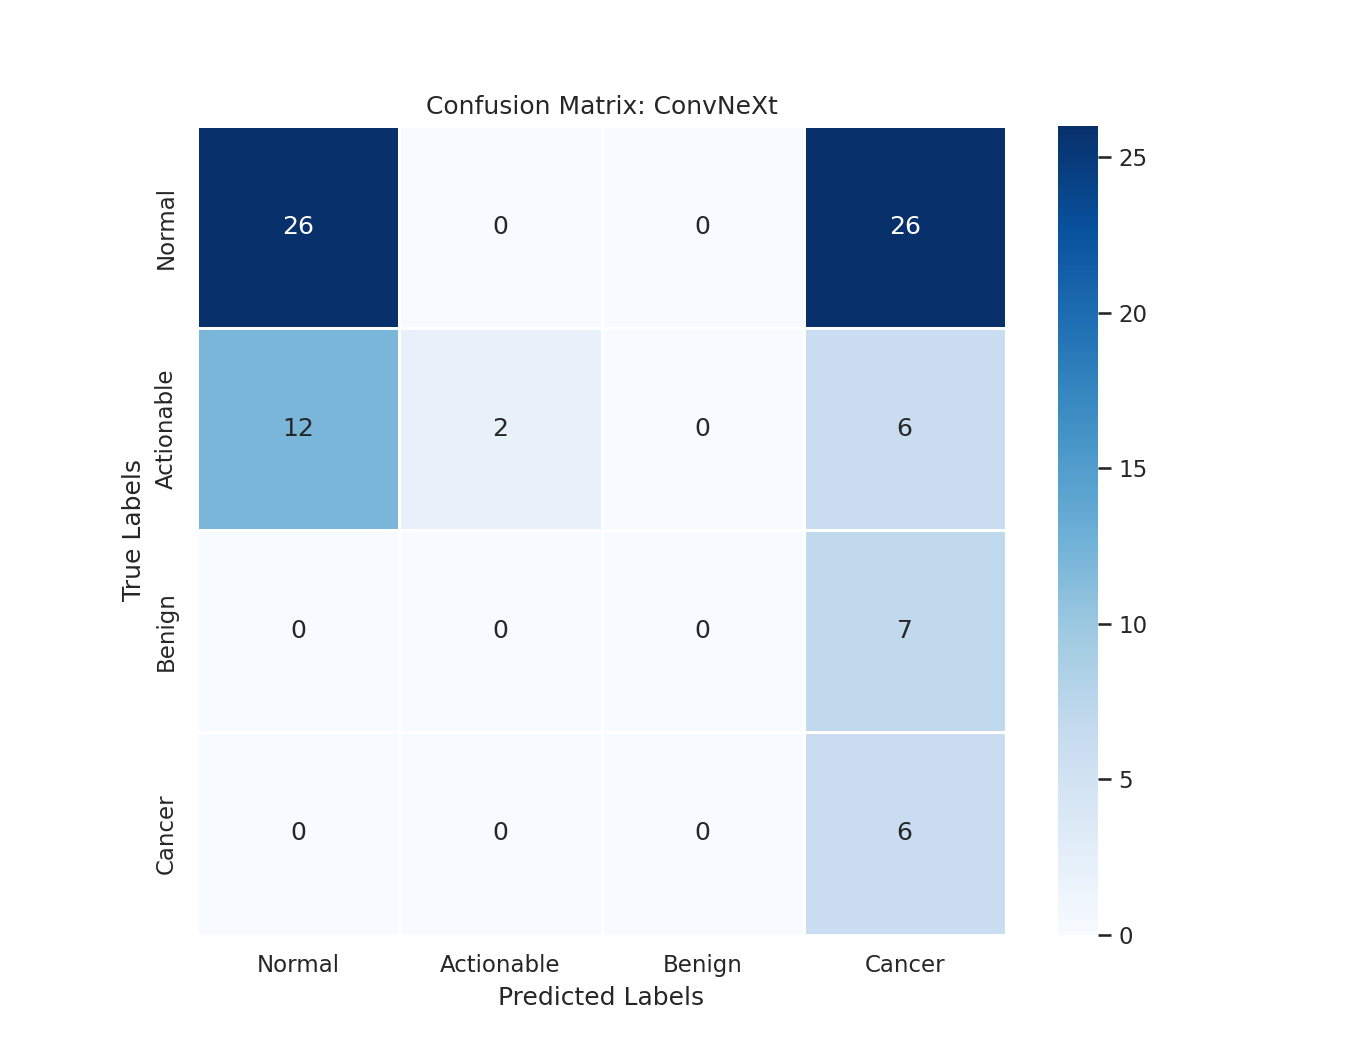 Confusion Matrix: ConvNeXt
Normal 26 0 0 26
Actionable 12 2 0 6
Benign 0 0 0 7
Cancer 0 0 0 6
True Labels
Normal Actionable Benign Cancer
Predicted Labels
25
20
15
10
5
0